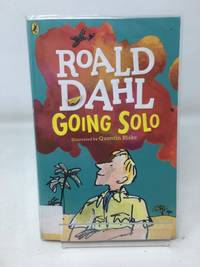 ROALD
DAHL
GOING SOLO
Illustrated by Quentin Blake